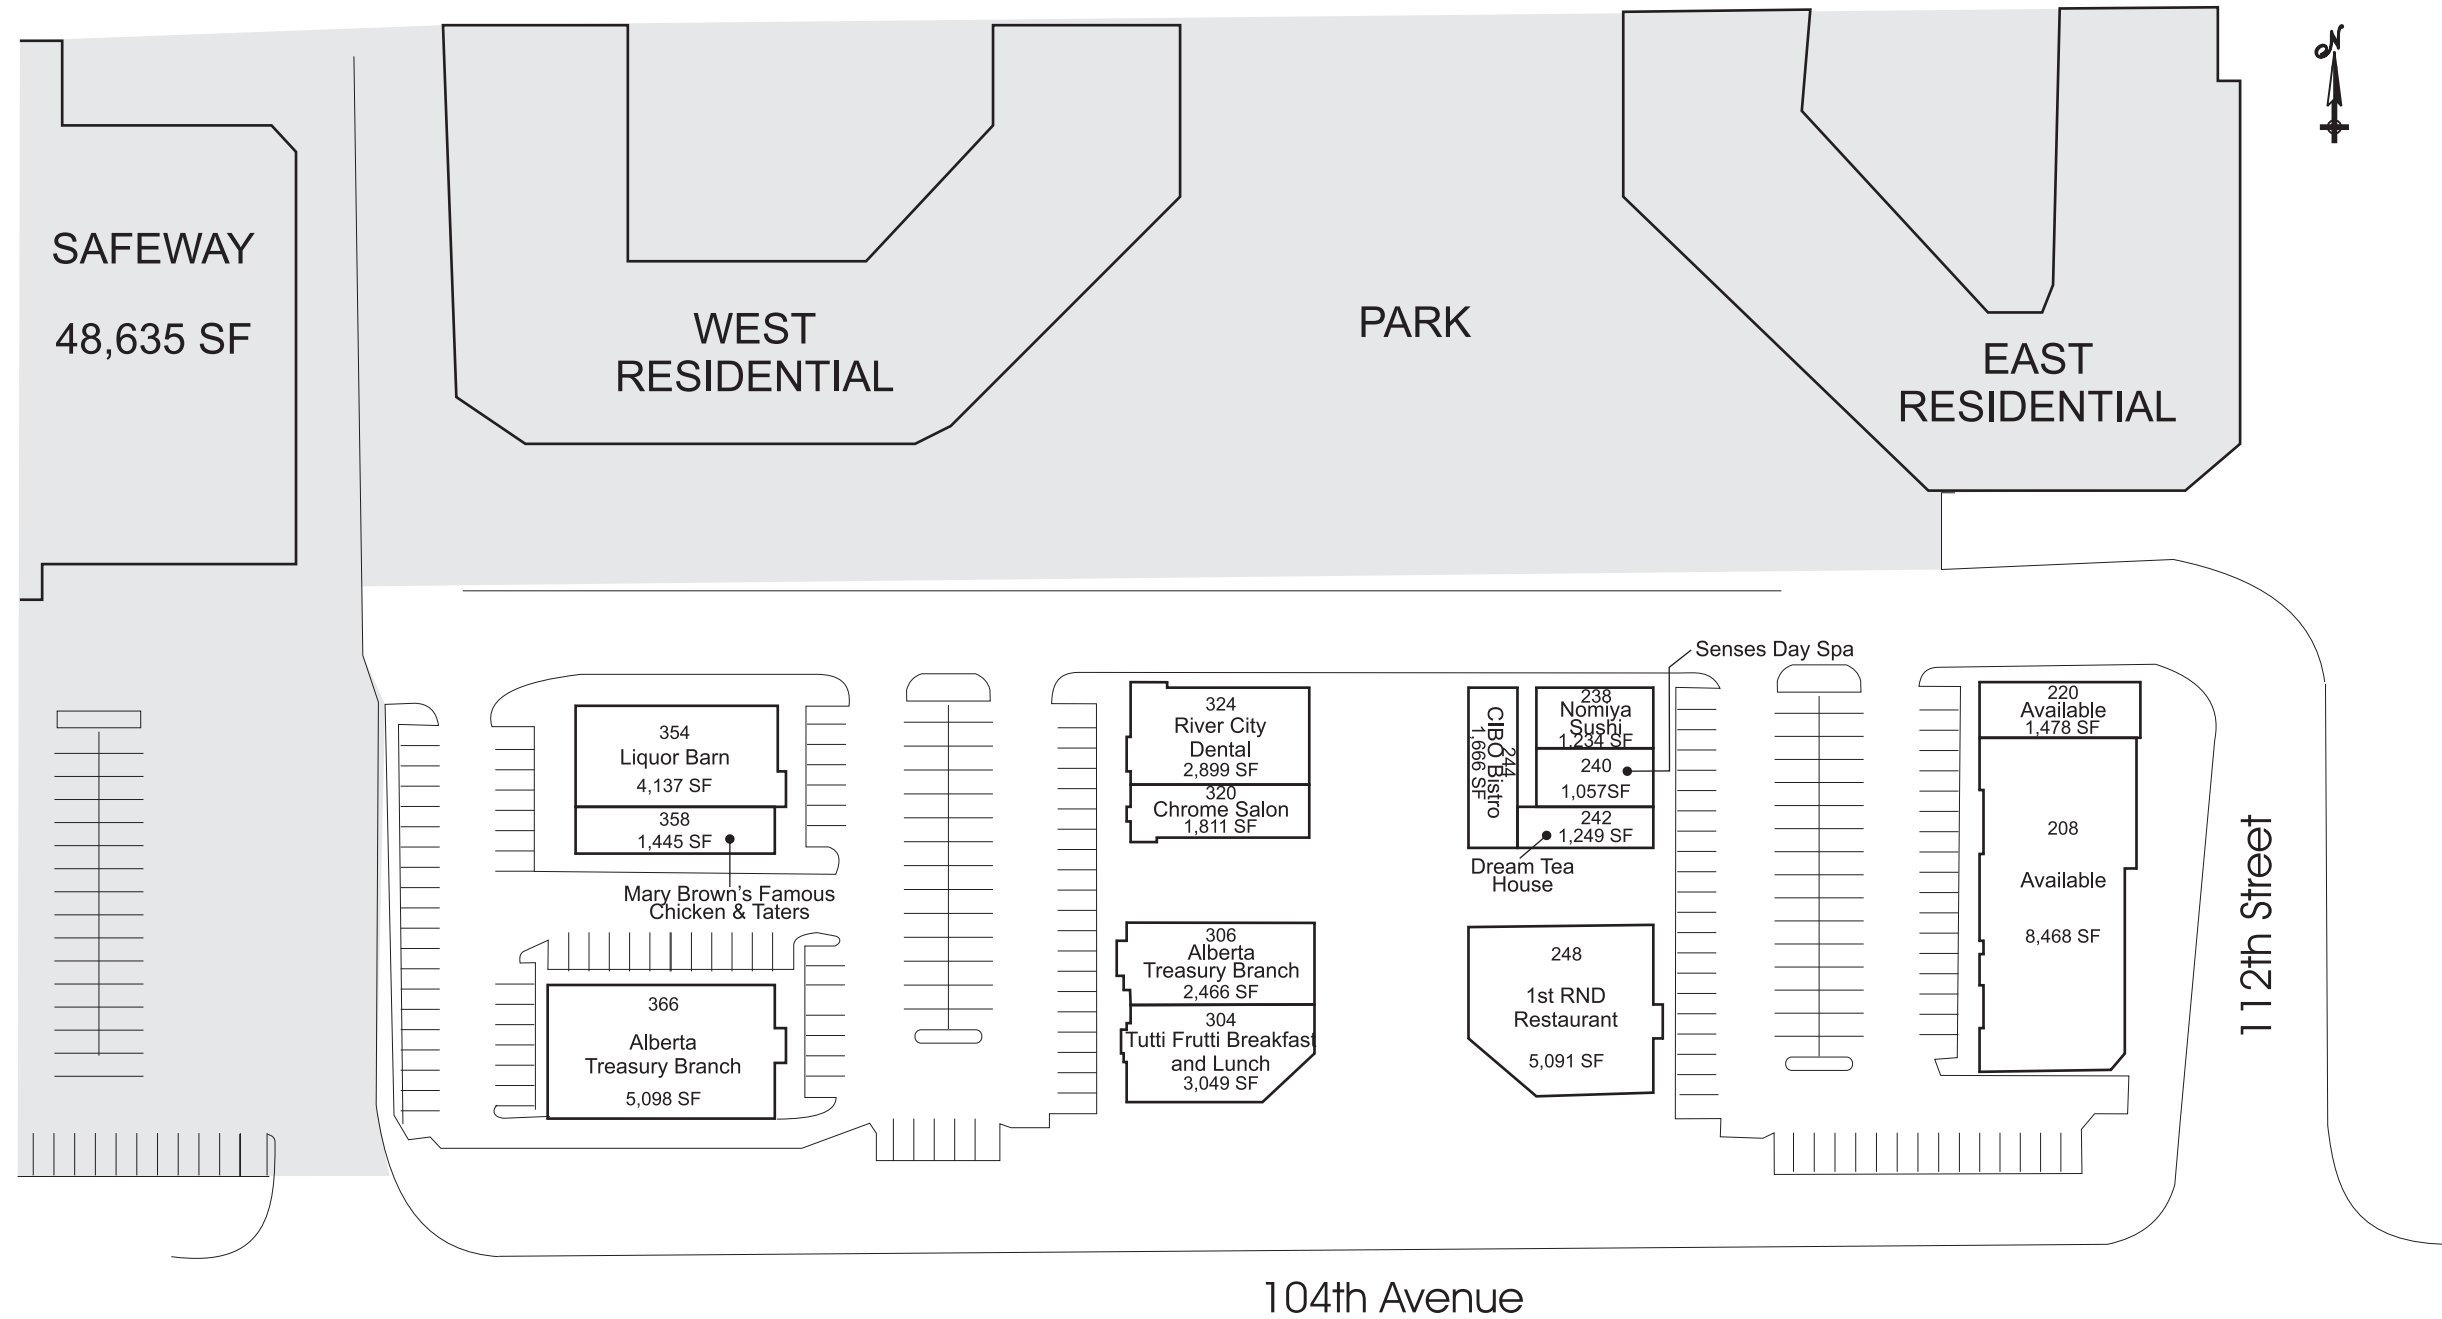 N
SAFEWAY
48,635 SF
WEST
RESIDENTIAL
PARK
EAST
RESIDENTIAL
Senses Day Spa
354
Liquor Barn
4,137 SF
358
1,445 SF
Mary Brown's Famous
Chicken & Taters
366
Alberta
Treasury Branch
5,098 SF
324
River City
Dental
2,899 SF
320
Chrome Salon
1,811 SF
306
Alberta
Treasury Branch
2,466 SF
304
Tutti Frutti Breakfast
and Lunch
3,049 SF
244
CIBO Bistro
1,666 SF
238
Nomiya
Sushi
1,234 SF
240
1,057SF
242
1,249 SF
Dream Tea
House
248
1st RND
Restaurant
5,091 SF
220
Available
1,478 SF
208
Available
8,468 SF
112th Street
104th Avenue